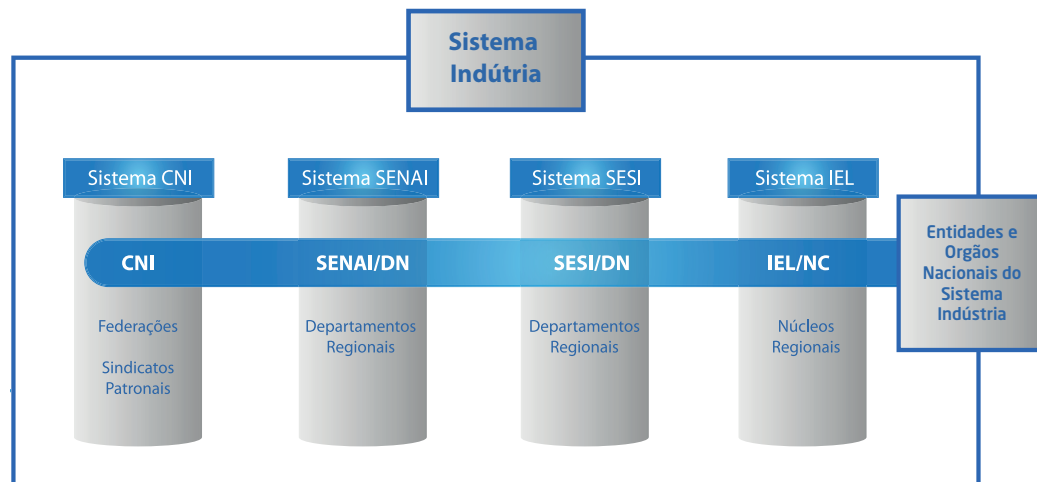 Sistema
Indútria
Sistema CNI
Sistema SENAI
Sistema SESI
Sistema IEL
CNI
SENAI/DN
SESI/DN
IEL/NC
Entidades e
Orgãos
Nacionais do
Sistema
Indústria
Federações
Sindicatos
Patronais
Departamentos
Regionais
Departamentos
Regionais
Núcleos
Regionais